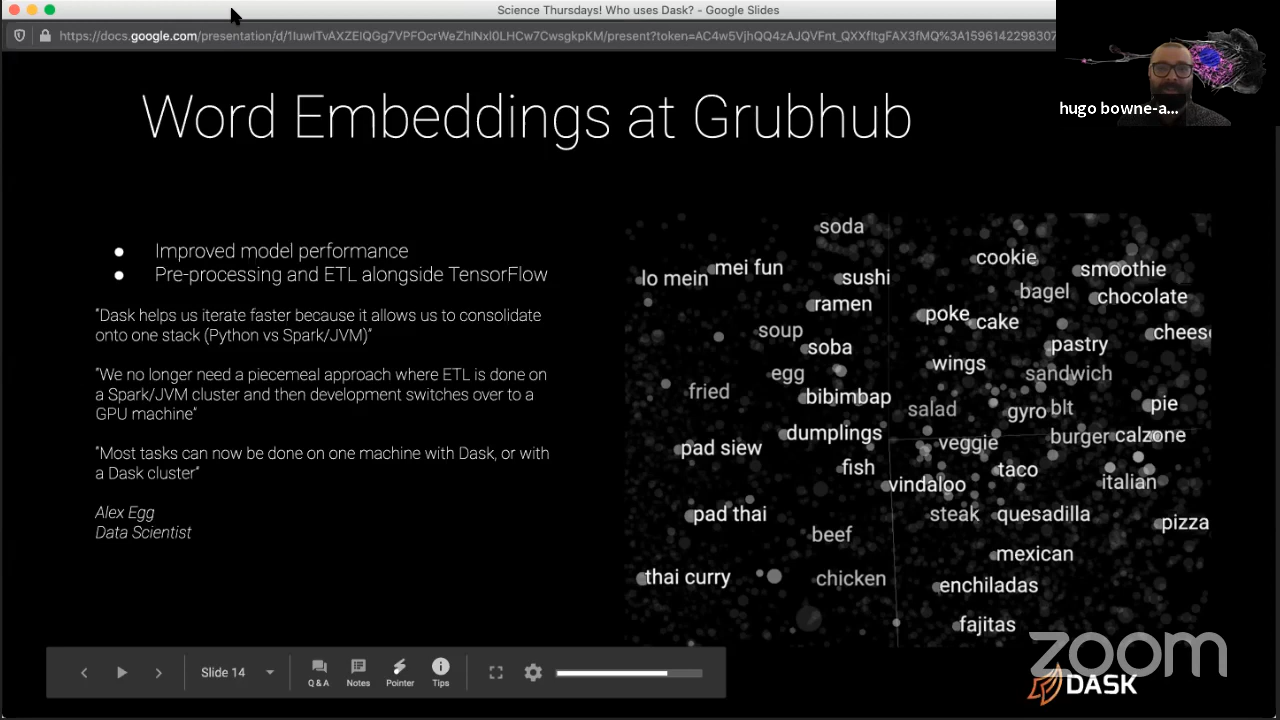 Science Thursdays! Who uses Dask? - Google Slides
hugo bowne-a...
Word Embeddings at Grubhub
● Improved model performance
● Pre-processing and ETL alongside TensorFlow
"Dask helps us iterate faster because it allows us to consolidate
onto one stack (Python vs Spark/JVM)"
"We no longer need a piecemeal approach where ETL is done on
a Spark/JVM cluster and then development switches over to a
GPU machine"
"Most tasks can now be done on one machine with Dask, or with
a Dask cluster"
Alex Egg
Data Scientist
soda
cookie
lo mein
mei fun
sushi
smoothie
ramen
bagel
chocolate
poke
cake
soup
soba
pastry
chees
egg
wings
sandwich
fried
bibimbap
salad
gyro
blt
pie
pad siew
dumplings
veggie
burger
calzone
fish
taco
vindaloo
italian
pad thai
steak
quesadilla
pizza
beef
mexican
thai curry
chicken
enchiladas
fajitas
Slide 14
Q & A
Notes
Pointer
Tips
zoom
DASK